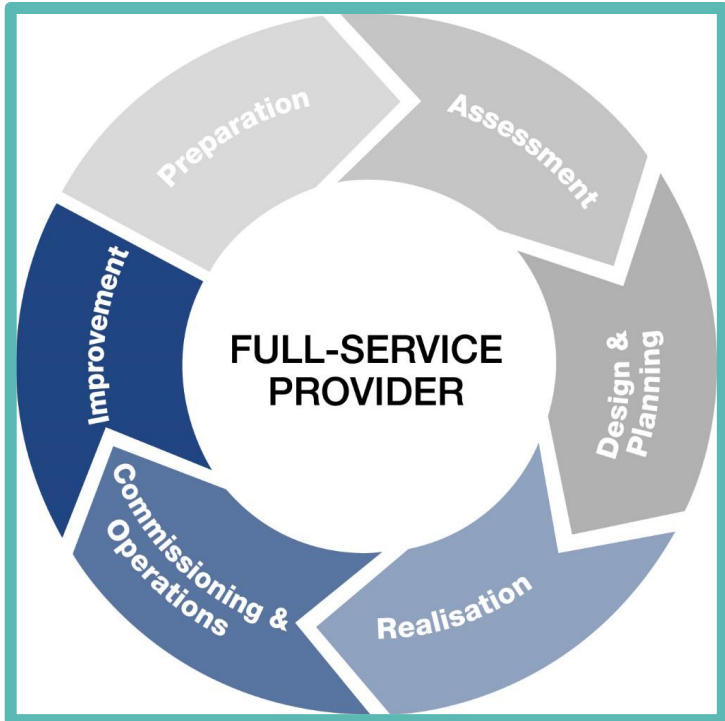 Preparation
Assessment
Design &
Planning
Realisation
Commissioning &
Operations
Improvement
FULL-SERVICE
PROVIDER